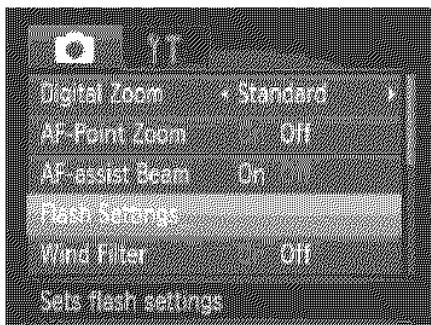 Digital Zoom Standard
AF-Point Zoom Off
AF-assist Beam On
Flash Settings
Wind Filter Off
Sets flash settings